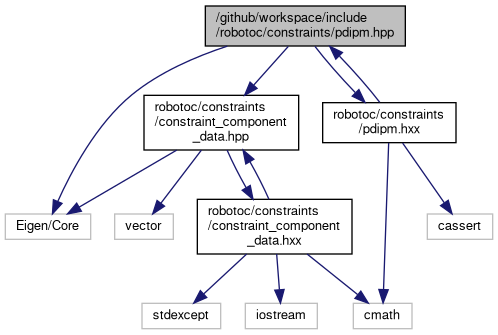 /github/workspace/include
/robotoc/constraints/pdipm.hpp
robotoc/constraints
/constraint_component
_data.hpp
robotoc/constraints
/pdipm.hxx
Eigen/Core
vector
robotoc/constraints
/constraint_component
_data.hxx
cassert
stdexcept
iostream
cmath